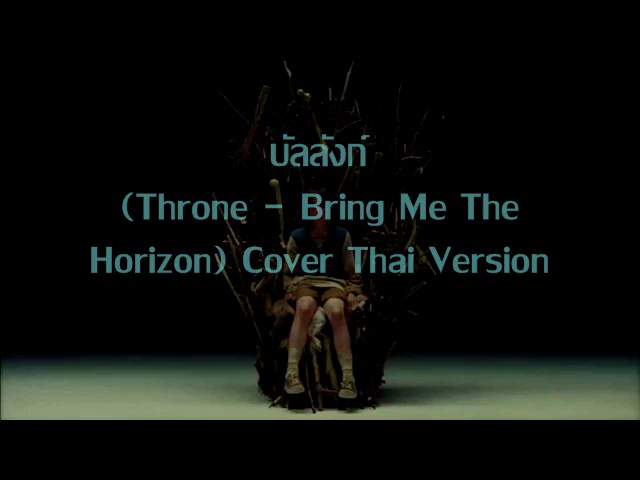 บัลลังก์
(Throne - Bring Me The
Horizon) Cover Thai Version